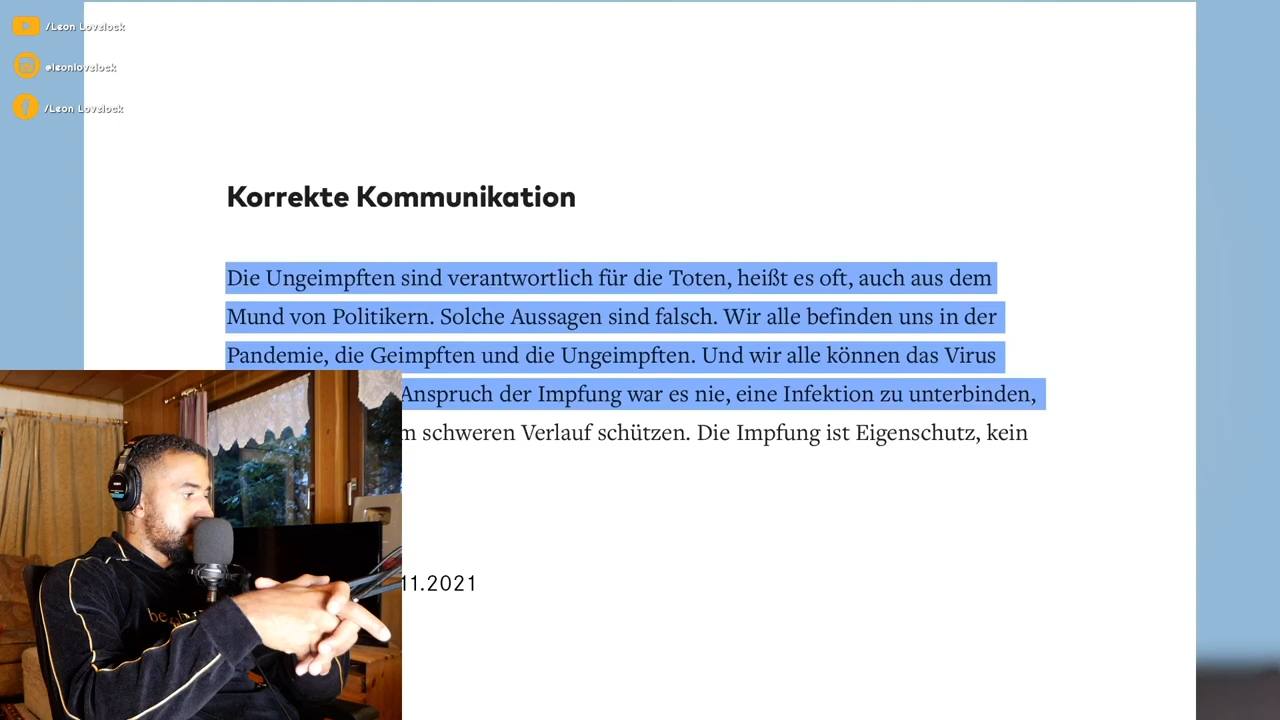 /Leon Lovelock
@leonlovelock
/Leon Lovelock
Korrekte Kommunikation
Die Ungeimpften sind verantwortlich für die Toten, heißt es oft, auch aus dem
Mund von Politikern. Solche Aussagen sind falsch. Wir alle befinden uns in der
Pandemie, die Geimpften und die Ungeimpften. Und wir alle können das Virus
Anspruch der Impfung war es nie, eine Infektion zu unterbinden,
schweren Verlauf schützen. Die Impfung ist Eigenschutz, kein
11.2021